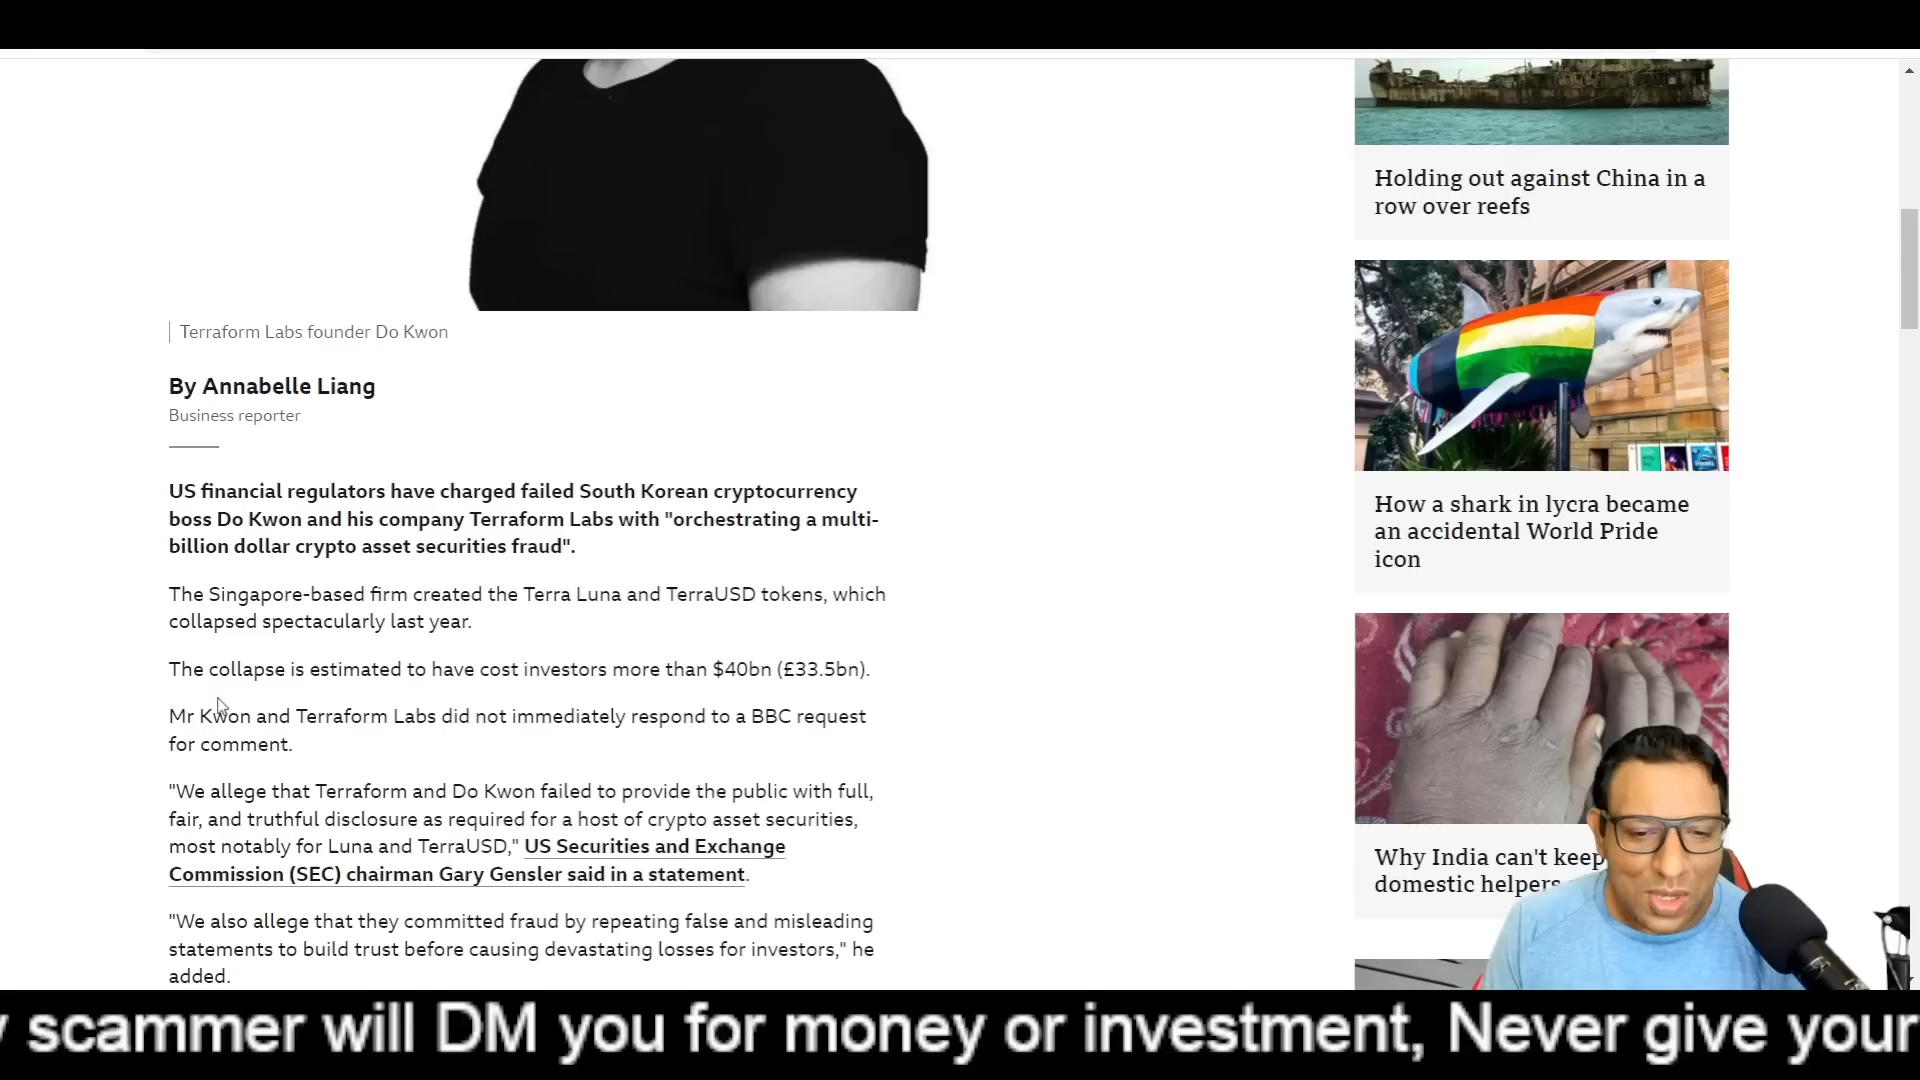 Terraform Labs founder Do Kwon
By Annabelle Liang
Business reporter
US financial regulators have charged failed South Korean cryptocurrency
boss Do Kwon and his company Terraform Labs with "orchestrating a multi-
billion dollar crypto asset securities fraud".
The Singapore-based firm created the Terra Luna and TerraUSD tokens, which
collapsed spectacularly last year.
The collapse is estimated to have cost investors more than $40bn (£33.5bn).
Mr Kwon and Terraform Labs did not immediately respond to a BBC request
for comment.
"We allege that Terraform and Do Kwon failed to provide the public with full,
fair, and truthful disclosure as required for a host of crypto asset securities,
most notably for Luna and TerraUSD," US Securities and Exchange
Commission (SEC) chairman Gary Gensler said in a statement.
"We also allege that they committed fraud by repeating false and misleading
statements to build trust before causing devastating losses for investors," he
added.
Holding out against China in a
row over reefs
How a shark in lycra became
an accidental World Pride
icon
Why India can't keep
domestic helpers
scammer will DM you for money or investment, Never give your